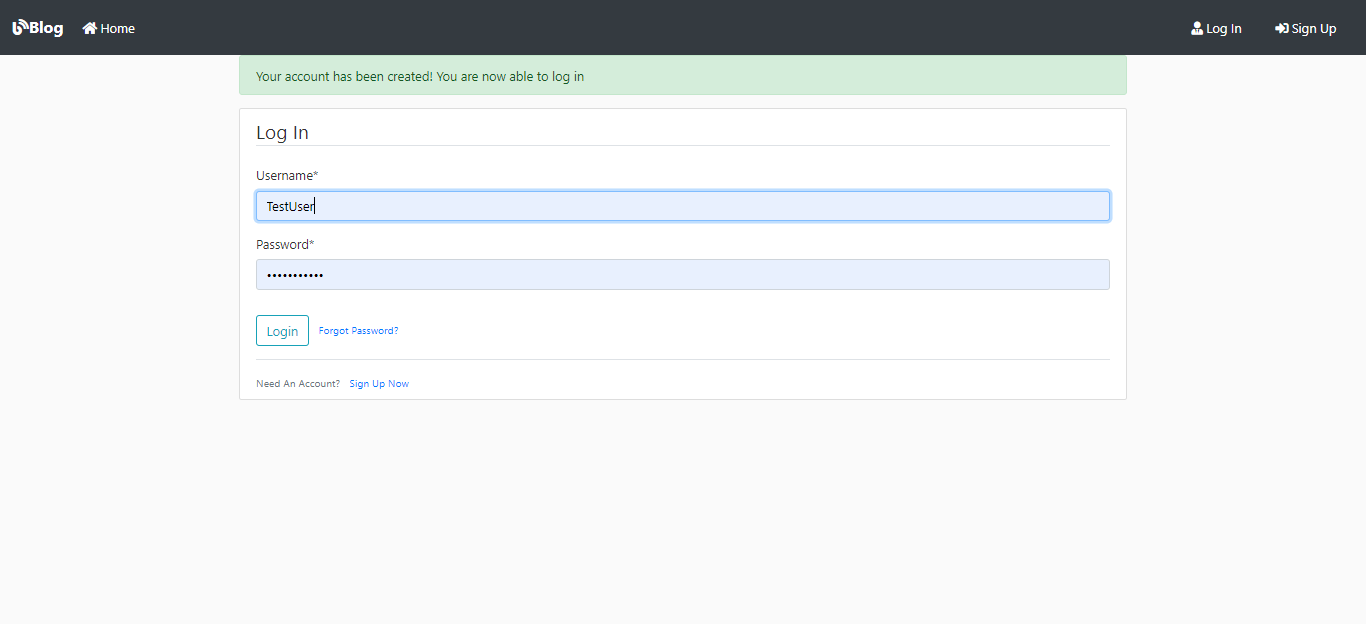 Blog Home Log In Sign Up
Your account has been created! You are now able to log in
Log In
Username*
TestUser
Password*
•••••••••••
Login Forgot Password?
Need An Account? Sign Up Now